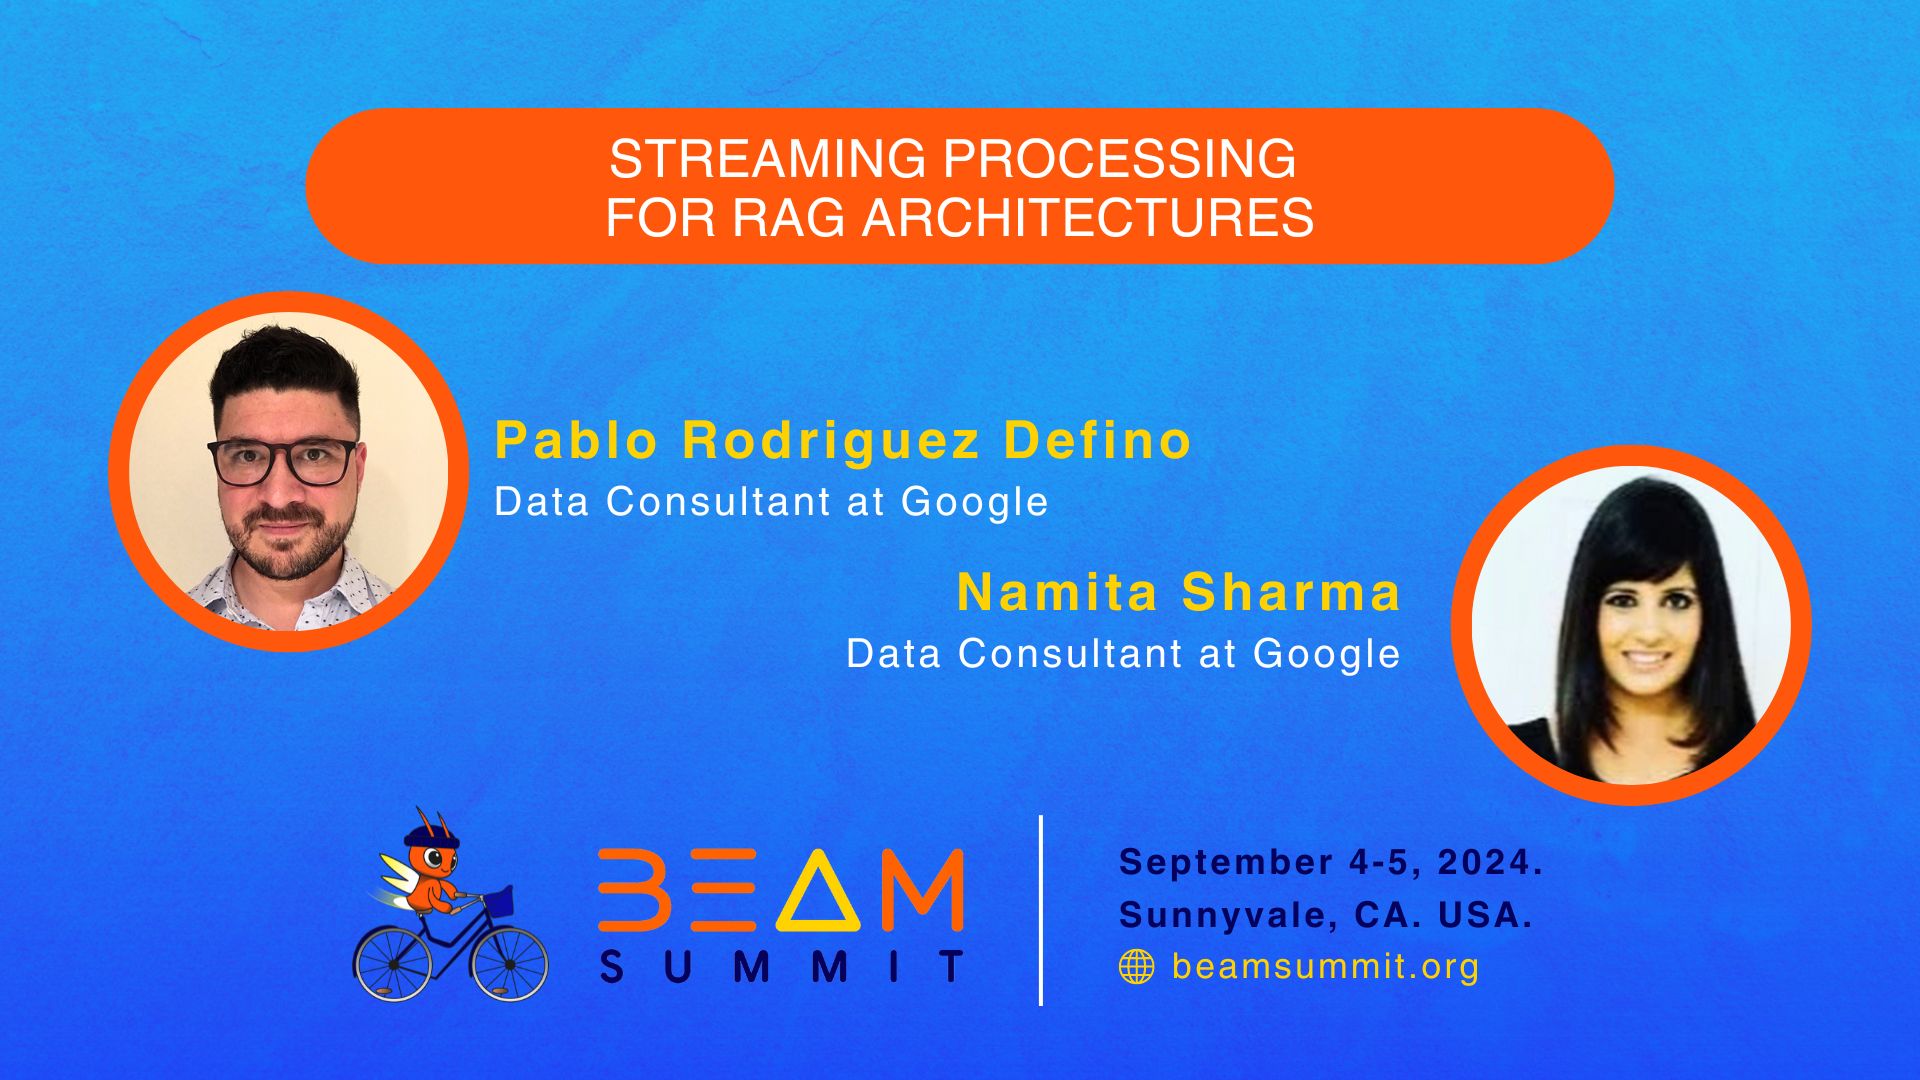 STREAMING PROCESSING
FOR RAG ARCHITECTURES
Pablo Rodriguez Defino
Data Consultant at Google
Namita Sharma
Data Consultant at Google
BEAM
SUMMIT
September 4-5, 2024.
Sunnyvale, CA. USA.
beamsummit.org